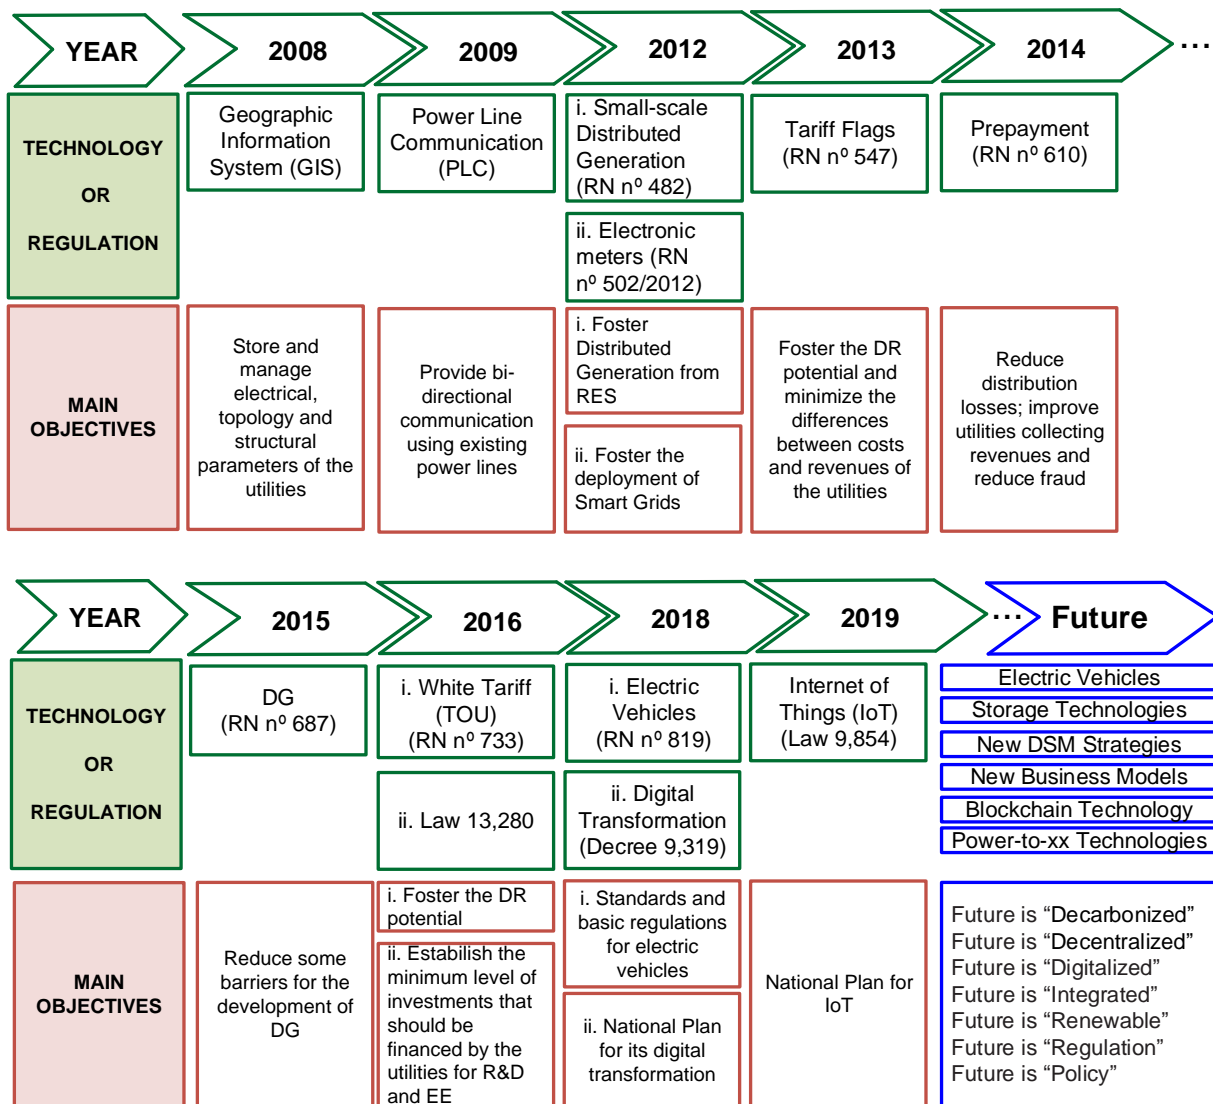 YEAR
2008
2009
2012
2013
2014
...
TECHNOLOGY
OR
REGULATION
Geographic
Information
System (GIS)
Power Line
Communication
(PLC)
i. Small-scale
Distributed
Generation
(RN nº 482)
ii. Electronic
meters (RN
nº 502/2012)
Tariff Flags
(RN nº 547)
Prepayment
(RN nº 610)
MAIN
OBJECTIVES
Store and
manage
electrical,
topology and
structural
parameters of the
utilities
Provide bi-
directional
communication
using existing
power lines
i. Foster
Distributed
Generation from
RES
ii. Foster the
deployment of
Smart Grids
Foster the DR
potential and
minimize the
differences
between costs
and revenues of
the utilities
Reduce
distribution
losses; improve
utilities collecting
revenues and
reduce fraud
YEAR
2015
2016
2018
2019
...
Future
TECHNOLOGY
OR
REGULATION
DG
(RN nº 687)
i. White Tariff
(TOU)
(RN nº 733)
ii. Law 13,280
i. Electric
Vehicles
(RN nº 819)
ii. Digital
Transformation
(Decree 9,319)
Internet of
Things (IoT)
(Law 9,854)
Electric Vehicles
Storage Technologies
New DSM Strategies
New Business Models
Blockchain Technology
Power-to-xx Technologies
MAIN
OBJECTIVES
Reduce some
barriers for the
development of
DG
i. Foster the DR
potential
ii. Estabilish the
minimum level of
investments that
should be
financed by the
utilities for R&D
and EE
i. Standards and
basic regulations
for electric
vehicles
ii. National Plan
for its digital
transformation
National Plan for
IoT
Future is “Decarbonized”
Future is “Decentralized”
Future is “Digitalized”
Future is “Integrated”
Future is “Renewable”
Future is “Regulation”
Future is “Policy”